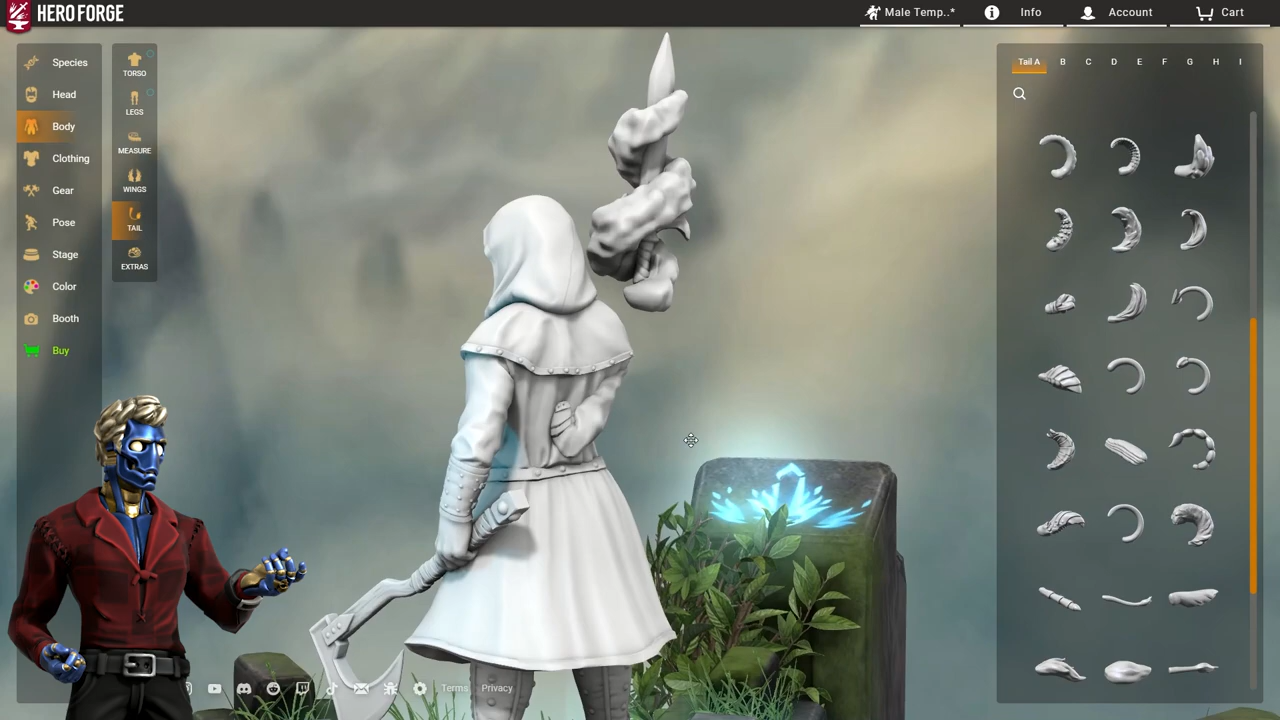 HERO FORGE
Male Temp..*
Info
Account
Cart
Species
Head
Body
Clothing
Gear
Pose
Stage
Color
Booth
Buy
TORSO
LEGS
MEASURE
WINGS
TAIL
EXTRAS
Tail A B C D E F G H I
Terms Privacy